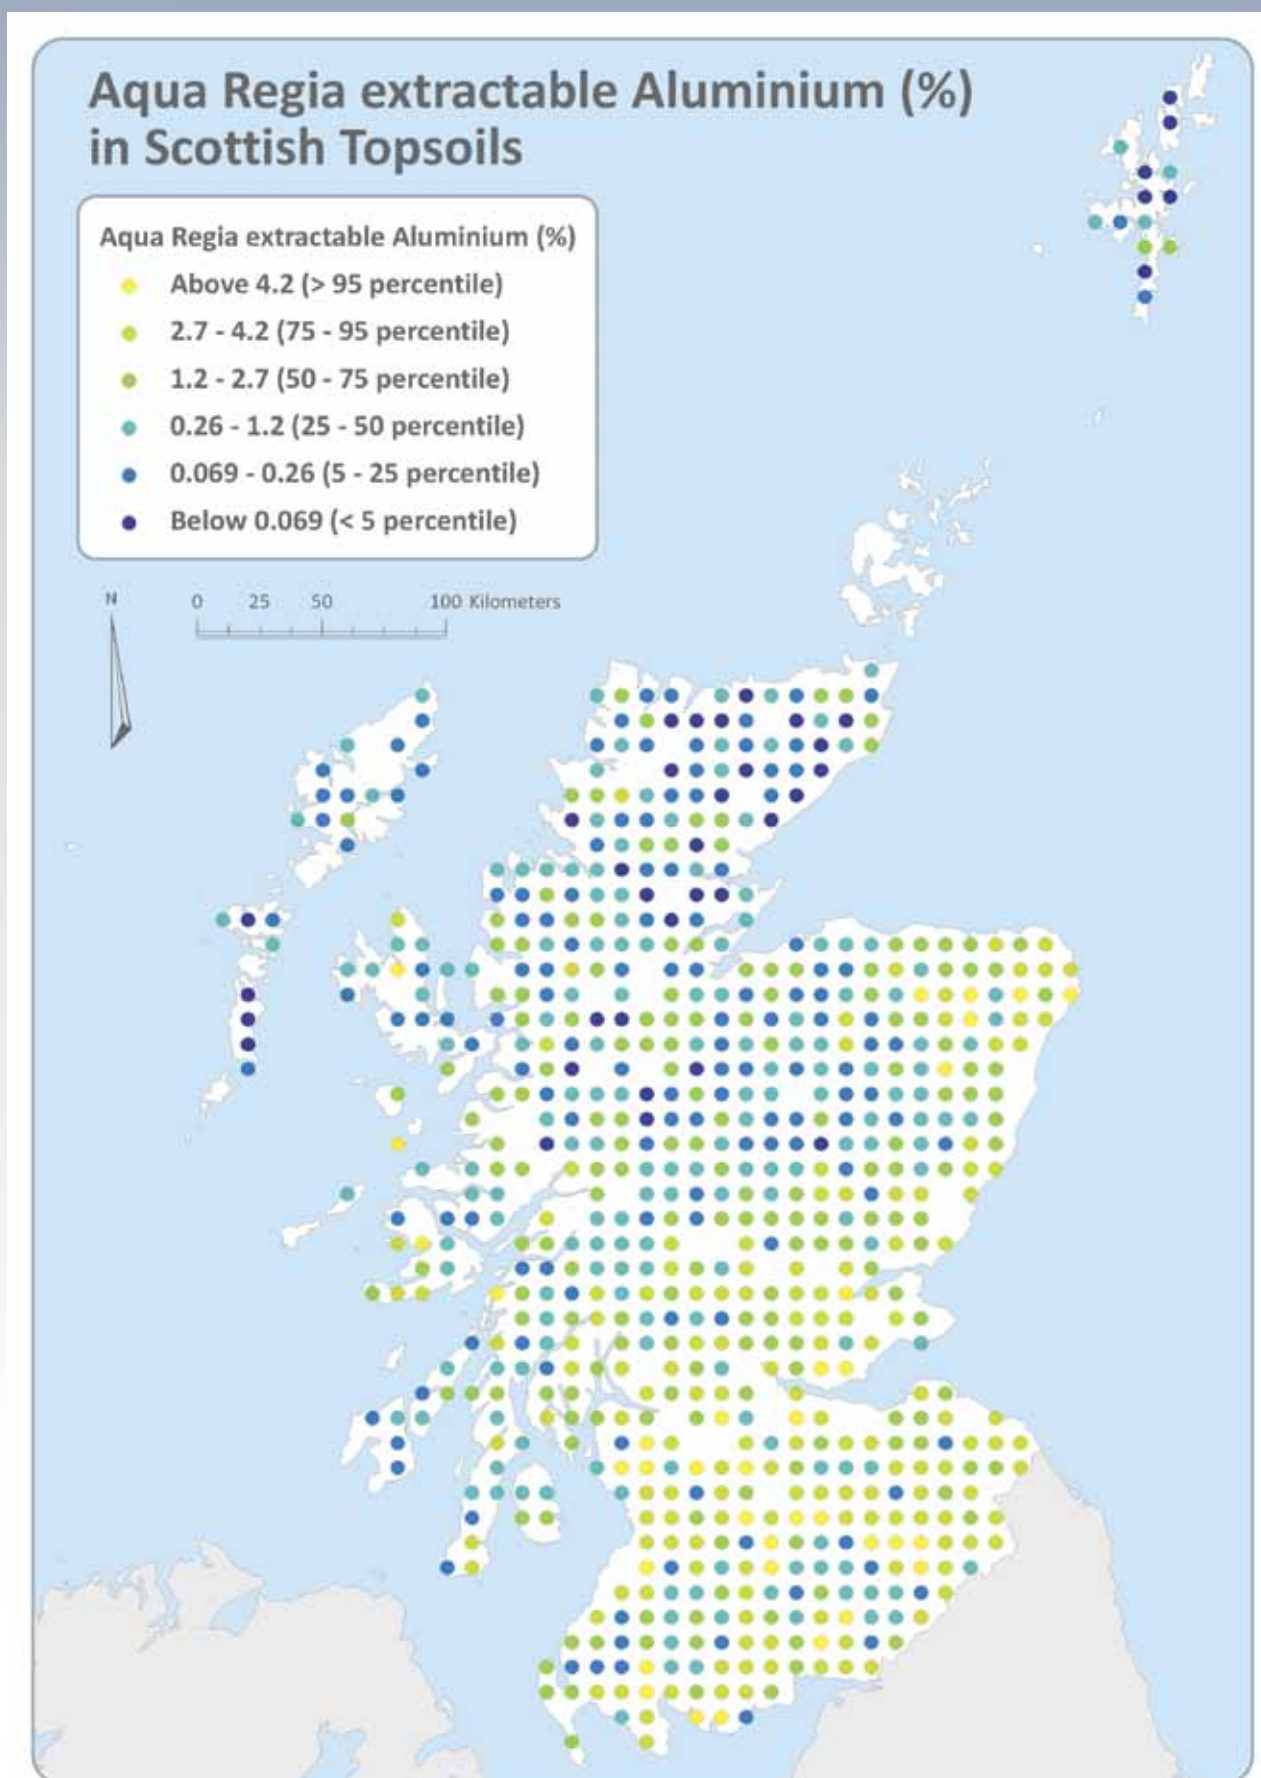 Aqua Regia extractable Aluminium (%)
in Scottish Topsoils
Aqua Regia extractable Aluminium (%)
Above 4.2 (> 95 percentile)
2.7 - 4.2 (75 - 95 percentile)
1.2 - 2.7 (50 - 75 percentile)
0.26 - 1.2 (25 - 50 percentile)
0.069 - 0.26 (5 - 25 percentile)
Below 0.069 (< 5 percentile)
N
0 25 50 100 Kilometers